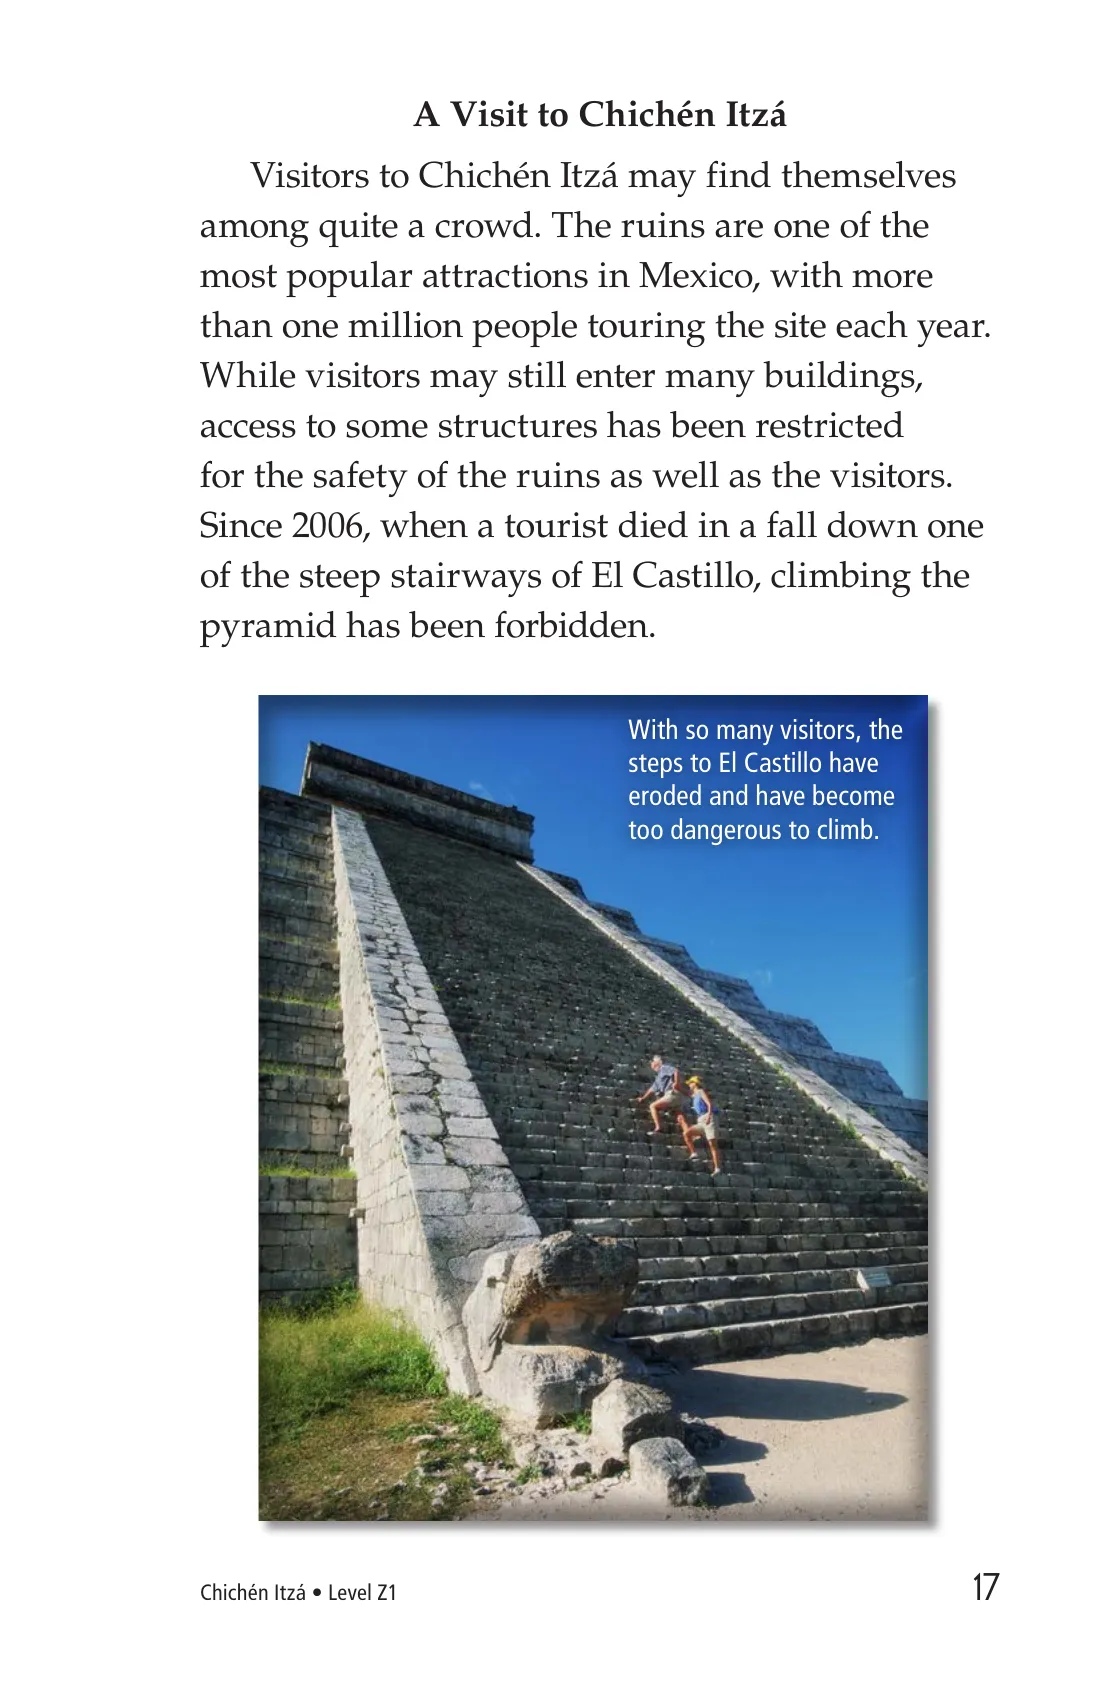 A Visit to Chichén Itzá
Visitors to Chichén Itzá may find themselves
among quite a crowd. The ruins are one of the
most popular attractions in Mexico, with more
than one million people touring the site each year.
While visitors may still enter many buildings,
access to some structures has been restricted
for the safety of the ruins as well as the visitors.
Since 2006, when a tourist died in a fall down one
of the steep stairways of El Castillo, climbing the
pyramid has been forbidden.
With so many visitors, the
steps to El Castillo have
eroded and have become
too dangerous to climb.
Chichén Itzá • Level Z1
17